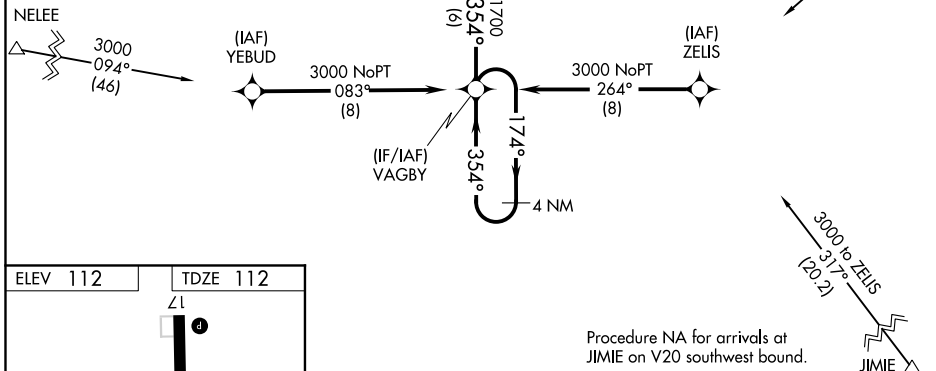 NELEE
3000
094°
(46)
(IAF)
YEBUD
3000 NoPT
083°
(8)
1700
354°
(6)
(IAF)
ZELIS
3000 NoPT
264°
(8)
(IF/IAF)
VAGBY
354°
174°
4 NM
3000 to ZELIS
317°
(20.2)
JIMIE
Procedure NA for arrivals at
JIMIE on V20 southwest bound.
ELEV 112
TDZE 112
17
P